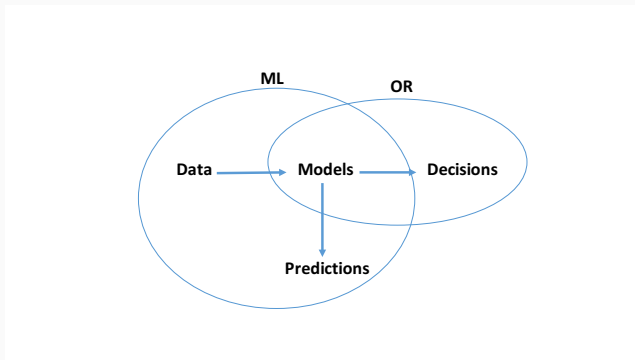 ML
OR
Data
Models
Decisions
Predictions